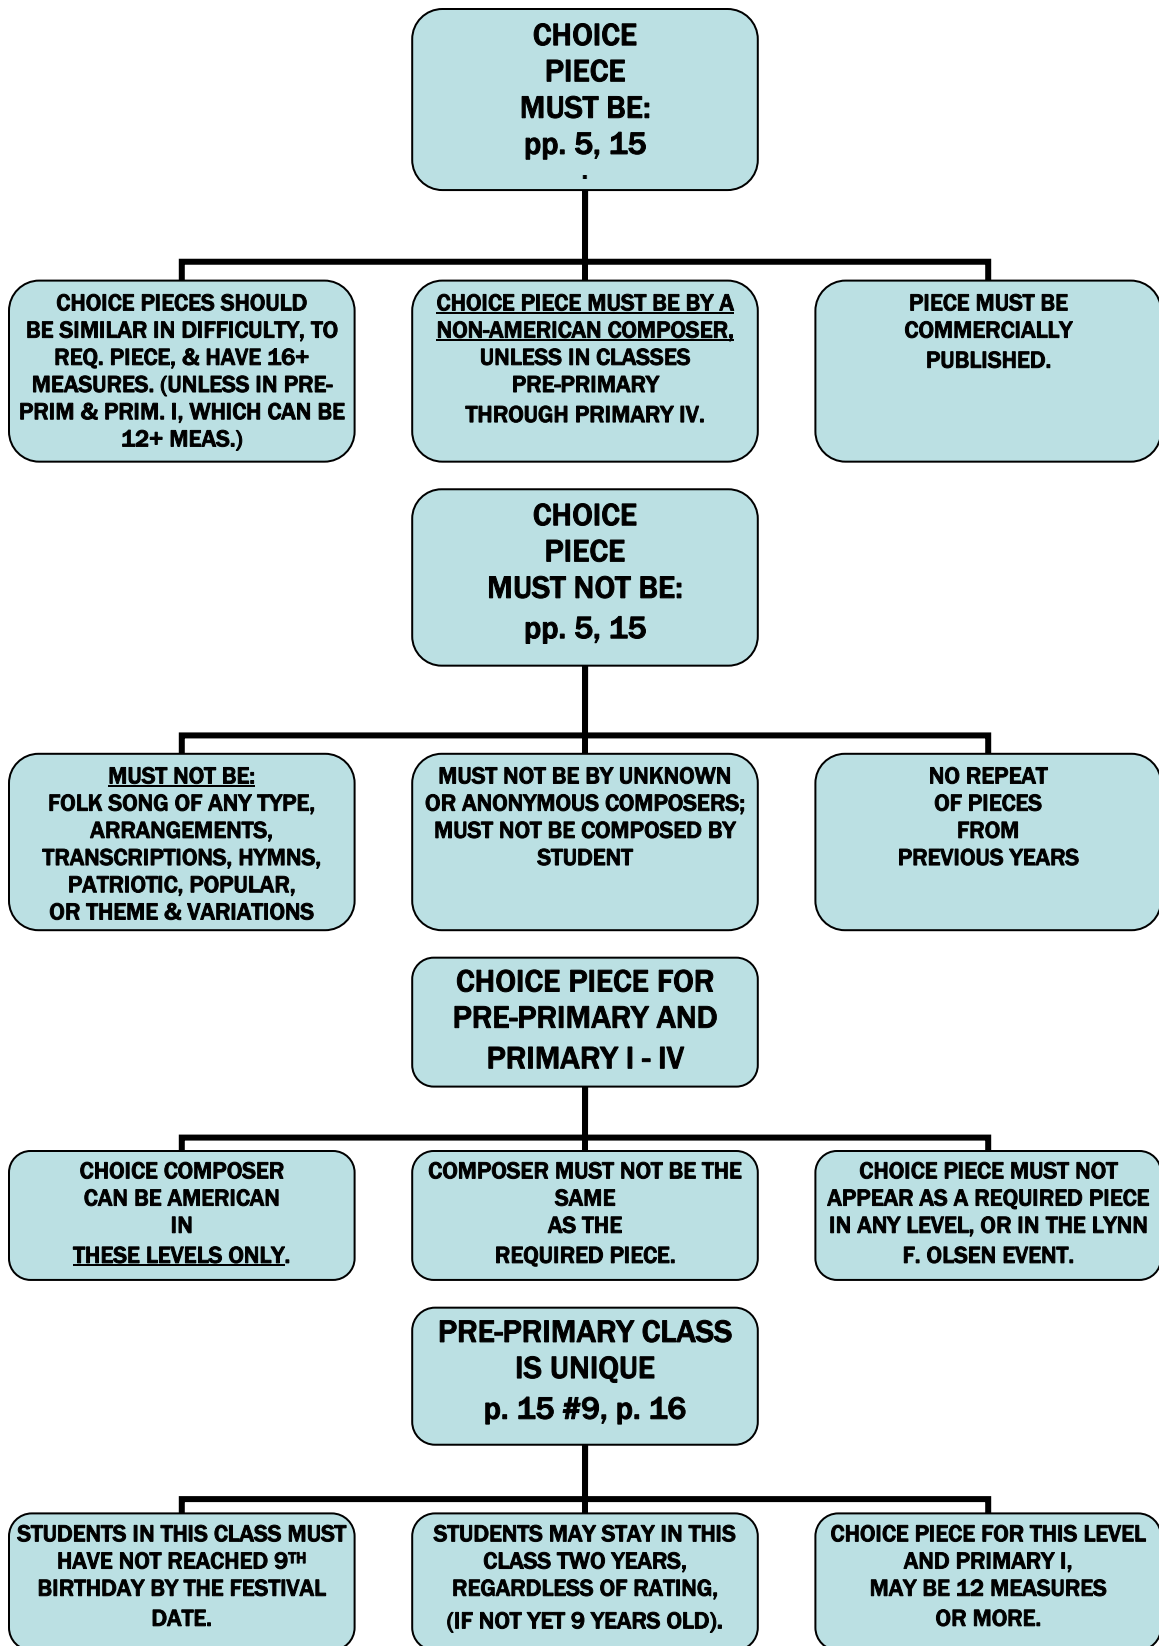 CHOICE
PIECE
MUST BE:
pp. 5, 15
.
CHOICE PIECES SHOULD
BE SIMILAR IN DIFFICULTY, TO
REQ. PIECE, & HAVE 16+
MEASURES. (UNLESS IN PRE-
PRIM & PRIM. I, WHICH CAN BE
12+ MEAS.)
CHOICE PIECE MUST BE BY A
NON-AMERICAN COMPOSER,
UNLESS IN CLASSES
PRE-PRIMARY
THROUGH PRIMARY IV.
PIECE MUST BE
COMMERCIALLY
PUBLISHED.
CHOICE
PIECE
MUST NOT BE:
pp. 5, 15
MUST NOT BE:
FOLK SONG OF ANY TYPE,
ARRANGEMENTS,
TRANSCRIPTIONS, HYMNS,
PATRIOTIC, POPULAR,
OR THEME & VARIATIONS
MUST NOT BE BY UNKNOWN
OR ANONYMOUS COMPOSERS;
MUST NOT BE COMPOSED BY
STUDENT
NO REPEAT
OF PIECES
FROM
PREVIOUS YEARS
CHOICE PIECE FOR
PRE-PRIMARY AND
PRIMARY I - IV
CHOICE COMPOSER
CAN BE AMERICAN
IN
THESE LEVELS ONLY.
COMPOSER MUST NOT BE THE
SAME
AS THE
REQUIRED PIECE.
CHOICE PIECE MUST NOT
APPEAR AS A REQUIRED PIECE
IN ANY LEVEL, OR IN THE LYNN
F. OLSEN EVENT.
PRE-PRIMARY CLASS
IS UNIQUE
p. 15 #9, p. 16
STUDENTS IN THIS CLASS MUST
HAVE NOT REACHED 9TH
BIRTHDAY BY THE FESTIVAL
DATE.
STUDENTS MAY STAY IN THIS
CLASS TWO YEARS,
REGARDLESS OF RATING,
(IF NOT YET 9 YEARS OLD).
CHOICE PIECE FOR THIS LEVEL
AND PRIMARY I,
MAY BE 12 MEASURES
OR MORE.